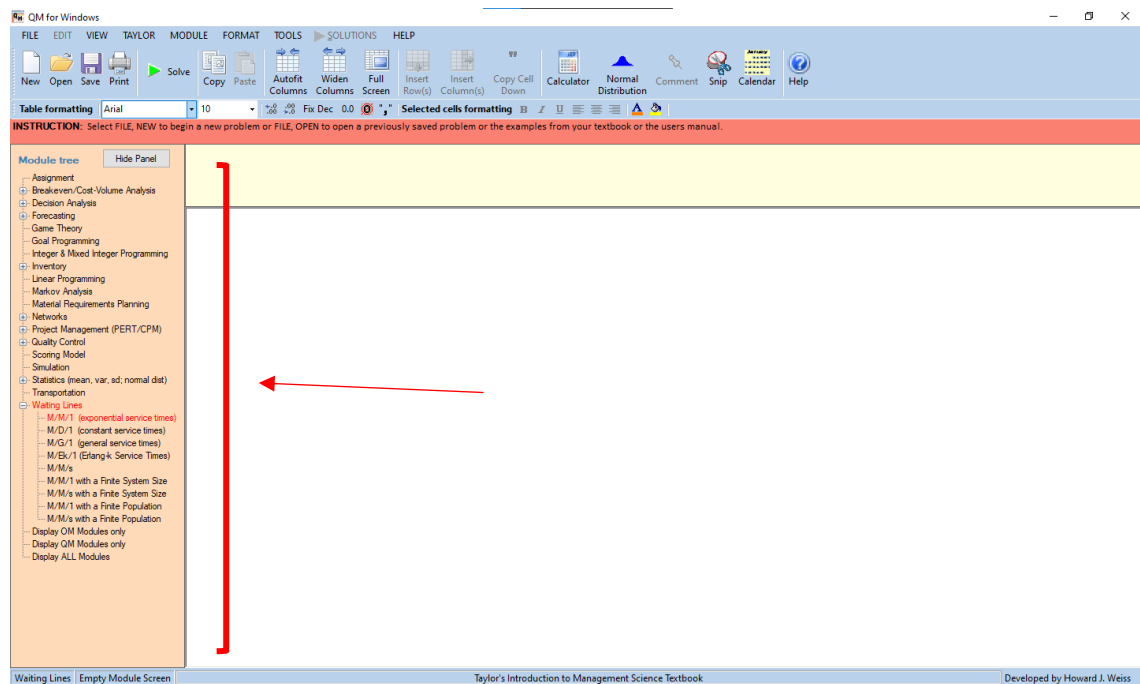 QM for Windows
FILE EDIT VIEW TAYLOR MODULE FORMAT TOOLS SOLUTIONS HELP
New Open Save Print Solve Copy Paste Autofit Columns Widen Columns Full Screen Insert Row(s) Insert Column(s) Copy Cell Down Calculator Normal Distribution Comment Snip Calendar Help
Table formatting Arial 10 Fix Dec 0.0 Selected cells formatting B I U A
INSTRUCTION: Select FILE, NEW to begin a new problem or FILE, OPEN to open a previously saved problem or the examples from your textbook or the users manual.
Module tree Hide Panel
Assignment
Breakeven/Cost-Volume Analysis
Decision Analysis
Forecasting
Game Theory
Goal Programming
Integer & Mixed Integer Programming
Inventory
Linear Programming
Markov Analysis
Material Requirements Planning
Networks
Project Management (PERT/CPM)
Quality Control
Scoring Model
Simulation
Statistics (mean, var, sd; normal dist)
Transportation
Waiting Lines
M/M/1 (exponential service times)
M/D/1 (constant service times)
M/G/1 (general service times)
M/Ek/1 (Erlang-k Service Times)
M/M/s
M/M/1 with a Finite System Size
M/M/s with a Finite System Size
M/M/1 with a Finite Population
M/M/s with a Finite Population
Display OM Modules only
Display QM Modules only
Display ALL Modules
Waiting Lines Empty Module Screen Taylor's Introduction to Management Science Textbook Developed by Howard J. Weiss